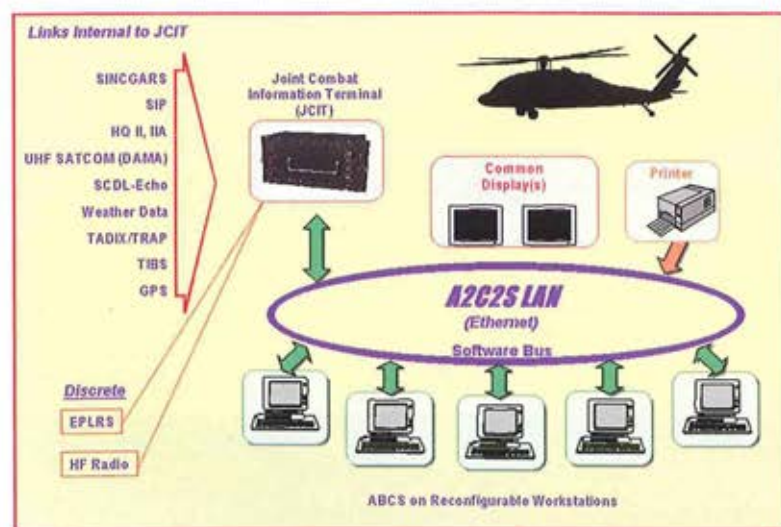 Links Internal to JCIT
SINCGARS
SIP
HQ II, IIA
UHF SATCOM (DAMA)
SCDL-Echo
Weather Data
TADIX/TRAP
TIBS
GPS
Joint Combat
Information Terminal
(JCIT)
Common
Display(s)
Printer
A2C2S LAN
(Ethernet)
Software Bus
Discrete
EPLRS
HF Radio
ABCS on Reconfigurable Workstations